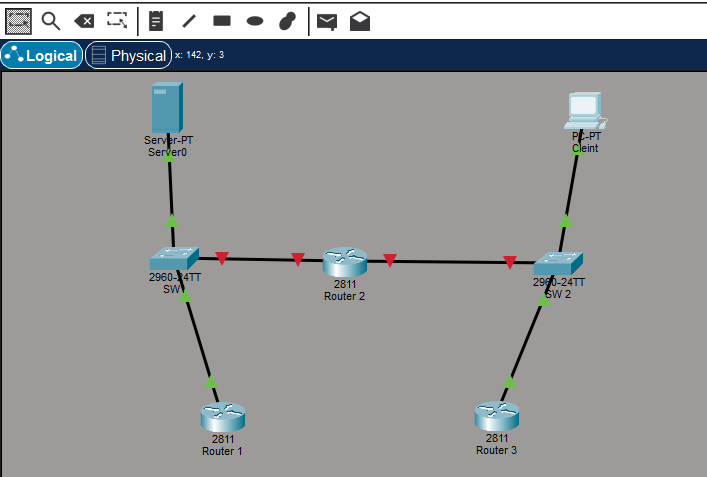 Logical
Physical
x: 142, y: 3
Server-PT
Server0
PC-PT
Cleint
2960-24TT
SW
2811
Router 2
2960-24TT
SW 2
2811
Router 1
2811
Router 3